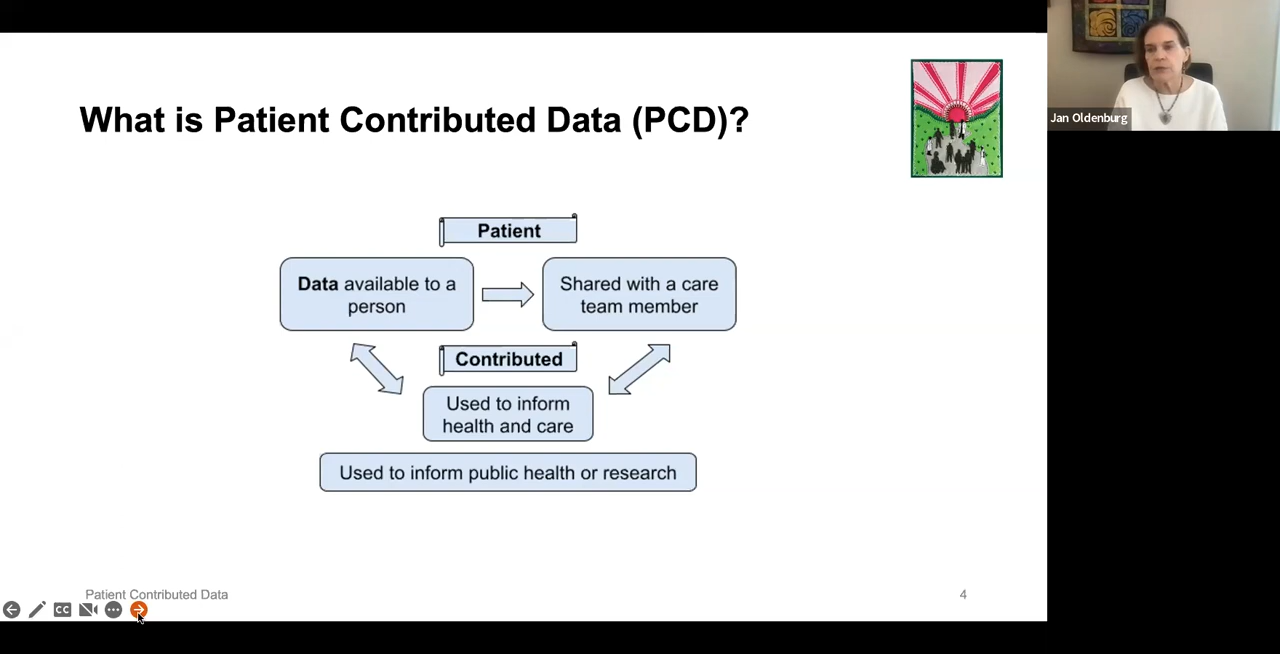 What is Patient Contributed Data (PCD)?
Jan Oldenburg
Patient
Data available to a
person
Shared with a care
team member
Contributed
Used to inform
health and care
Used to inform public health or research
Patient Contributed Data
4
CC